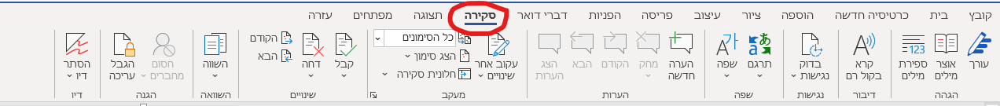 קובץ בית כרטיסיה חדשה הוספה ציור עיצוב פריסה הפניות דברי דואר סקירה תצוגה מפתחים עזרה
עורך
אוצר מילים
ספירת מילים
123
הגהה
קרא בקול רם
דיבור
בדוק נגישות
נגישות
תרגם
שפה
שפה
הערה חדשה
מחק
הקודם
הבא
הצג הערות
הערות
עקוב אחר שינויים
כל הסימונים
הצג סימון
חלונית סקירה
מעקב
קבל
דחה
הקודם
הבא
שינויים
השווה
השוואה
חסום מחברים
הגבל עריכה
הגנה
הסתר דיו
דיו